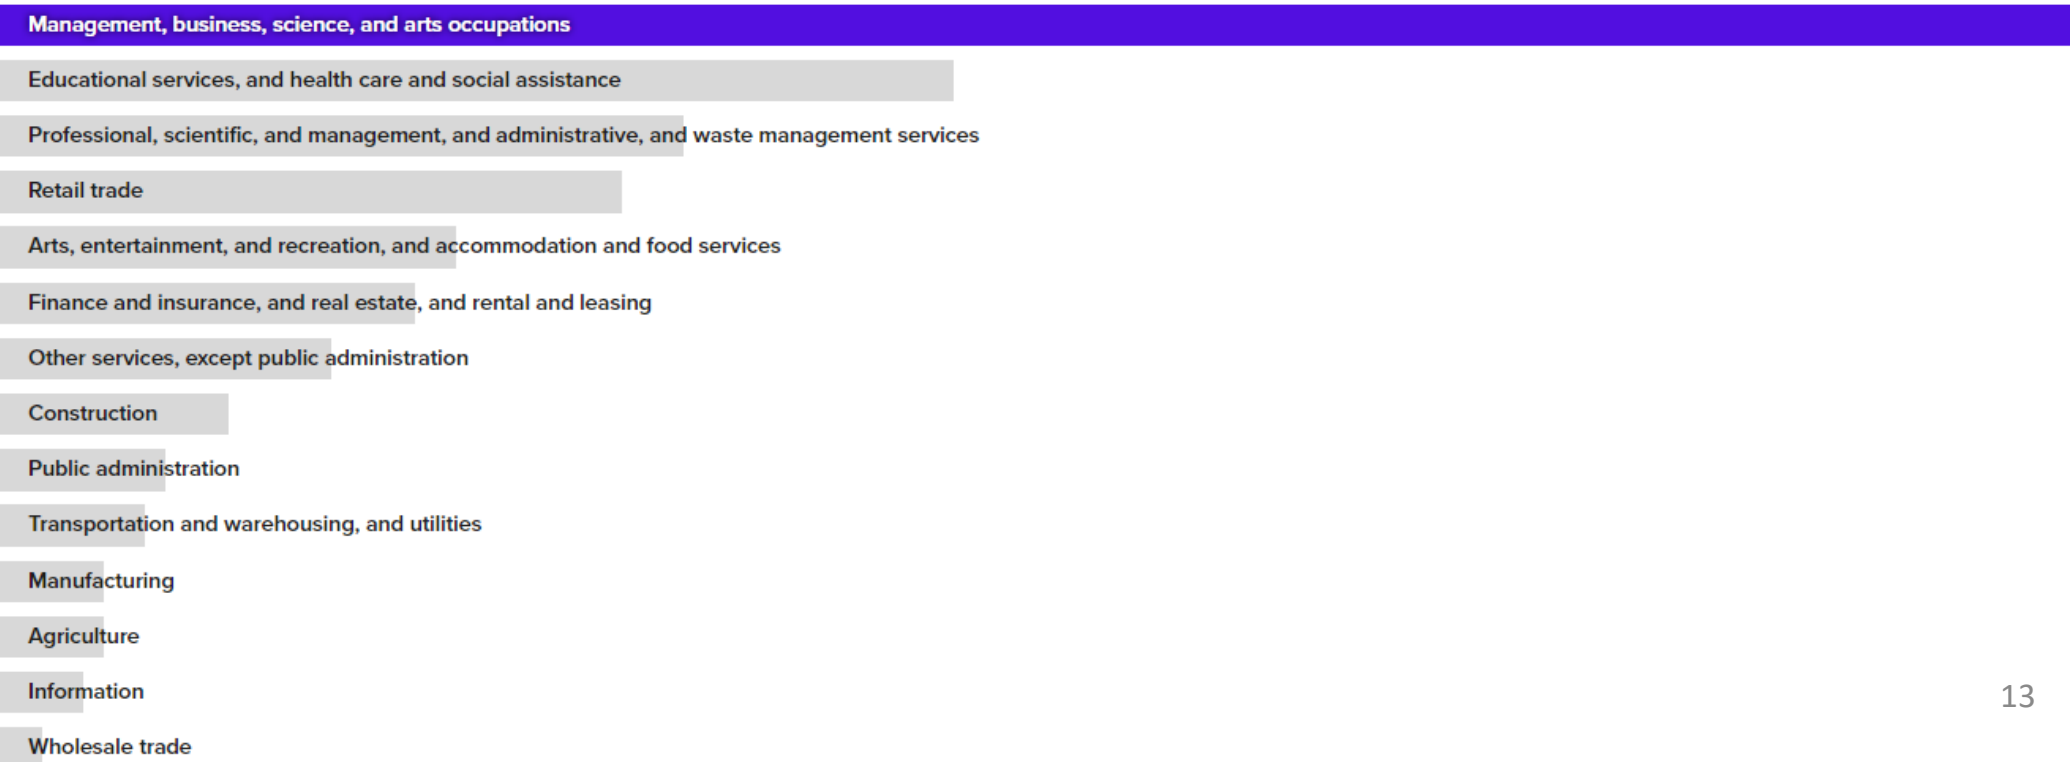 Management, business, science, and arts occupations
Educational services, and health care and social assistance
Professional, scientific, and management, and administrative, and waste management services
Retail trade
Arts, entertainment, and recreation, and accommodation and food services
Finance and insurance, and real estate, and rental and leasing
Other services, except public administration
Construction
Public administration
Transportation and warehousing, and utilities
Manufacturing
Agriculture
Information
13
Wholesale trade